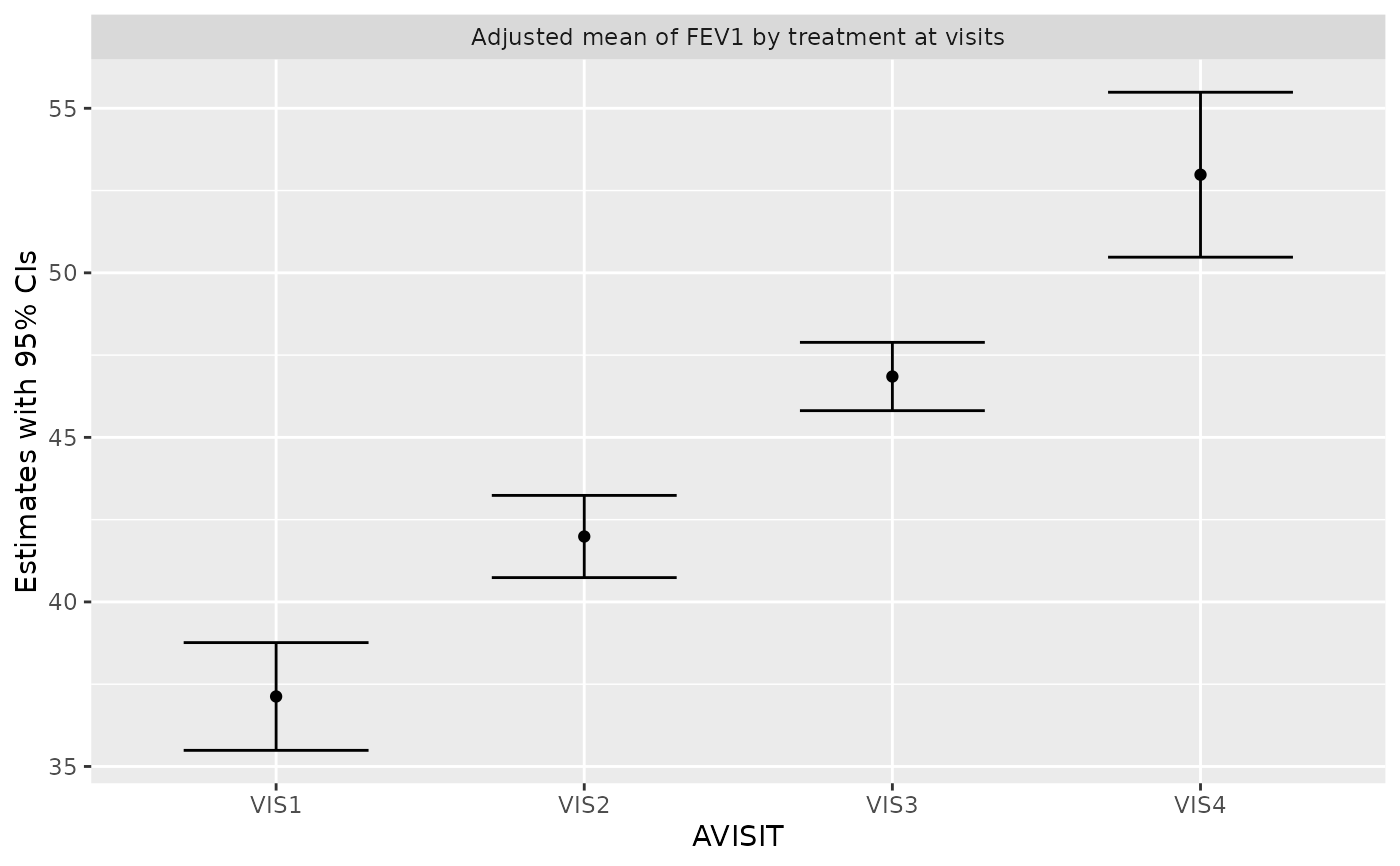 Adjusted mean of FEV1 by treatment at visits
Estimates with 95% CIs
55
50
45
40
35
VIS1 VIS2 VIS3 VIS4
AVISIT